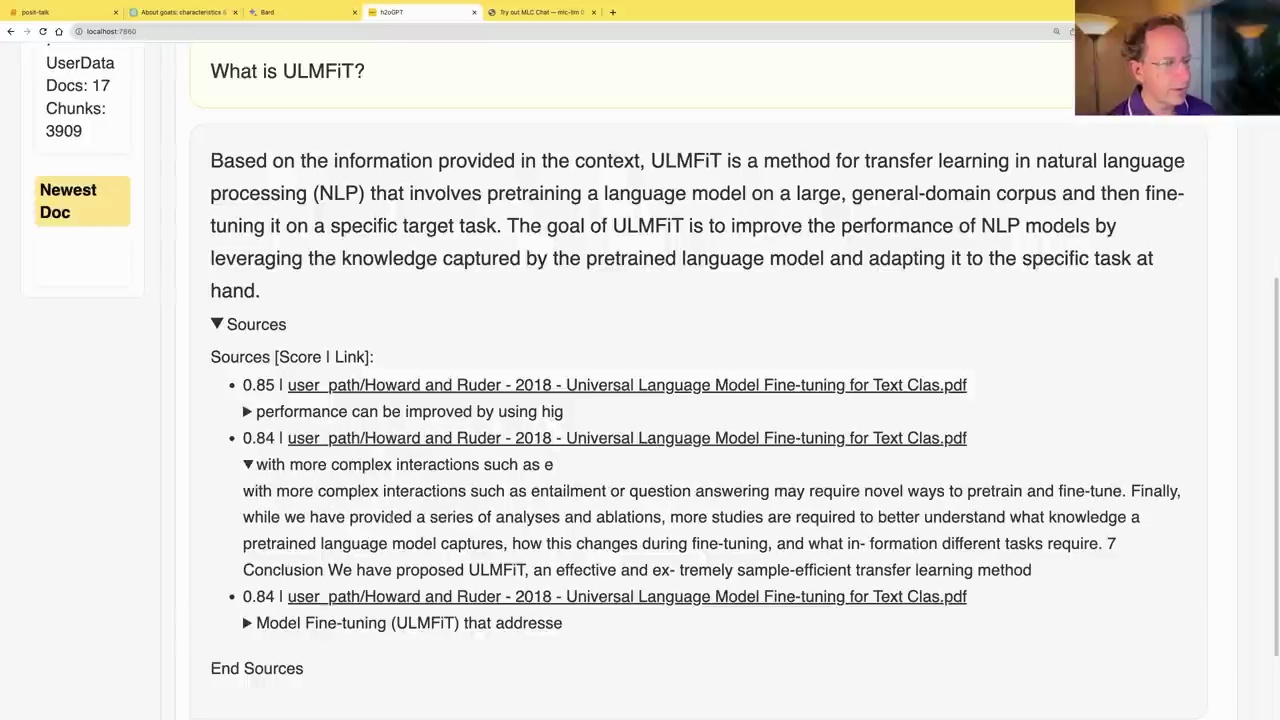 posit-talk
About goats: characteristics &
Bard
h2oGPT
Try out MLC Chat — mlc-llm 0
localhost:7860
UserData
Docs: 17
Chunks:
3909
Newest
Doc
What is ULMFiT?
Based on the information provided in the context, ULMFiT is a method for transfer learning in natural language
processing (NLP) that involves pretraining a language model on a large, general-domain corpus and then fine-
tuning it on a specific target task. The goal of ULMFiT is to improve the performance of NLP models by
leveraging the knowledge captured by the pretrained language model and adapting it to the specific task at
hand.
Sources
Sources [Score | Link]:
• 0.85 | user_path/Howard and Ruder - 2018 - Universal Language Model Fine-tuning for Text Clas.pdf
performance can be improved by using hig
• 0.84 | user_path/Howard and Ruder - 2018 - Universal Language Model Fine-tuning for Text Clas.pdf
with more complex interactions such as e
with more complex interactions such as entailment or question answering may require novel ways to pretrain and fine-tune. Finally,
while we have provided a series of analyses and ablations, more studies are required to better understand what knowledge a
pretrained language model captures, how this changes during fine-tuning, and what in- formation different tasks require. 7
Conclusion We have proposed ULMFiT, an effective and ex- tremely sample-efficient transfer learning method
• 0.84 | user_path/Howard and Ruder - 2018 - Universal Language Model Fine-tuning for Text Clas.pdf
Model Fine-tuning (ULMFiT) that addresse
End Sources